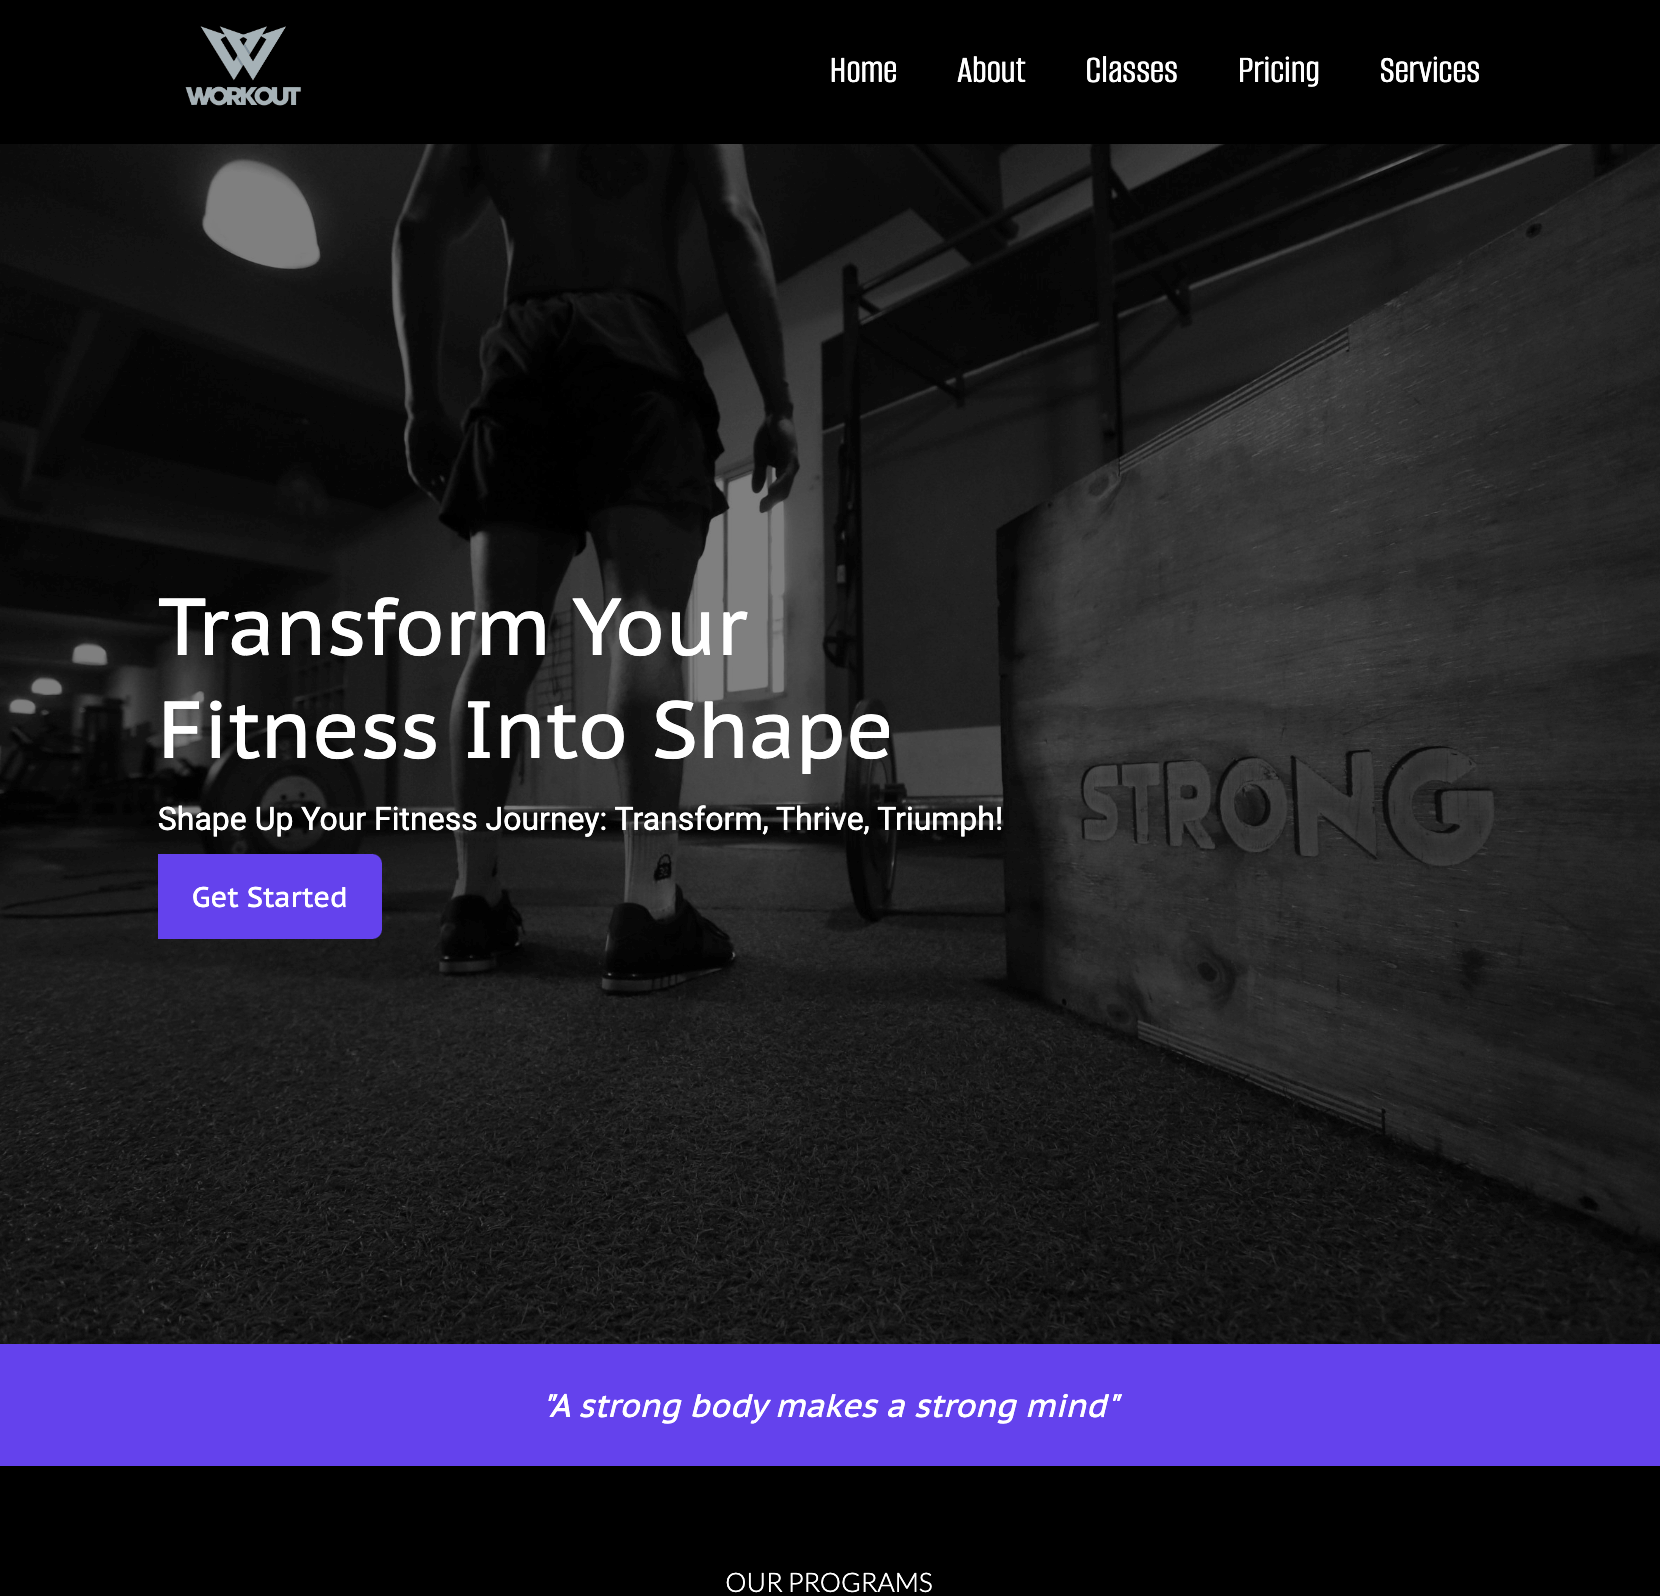 WORKOUT
Home About Classes Pricing Services
Transform Your
Fitness Into Shape
STRONG
Shape Up Your Fitness Journey: Transform, Thrive, Triumph!
Get Started
"A strong body makes a strong mind"
OUR PROGRAMS